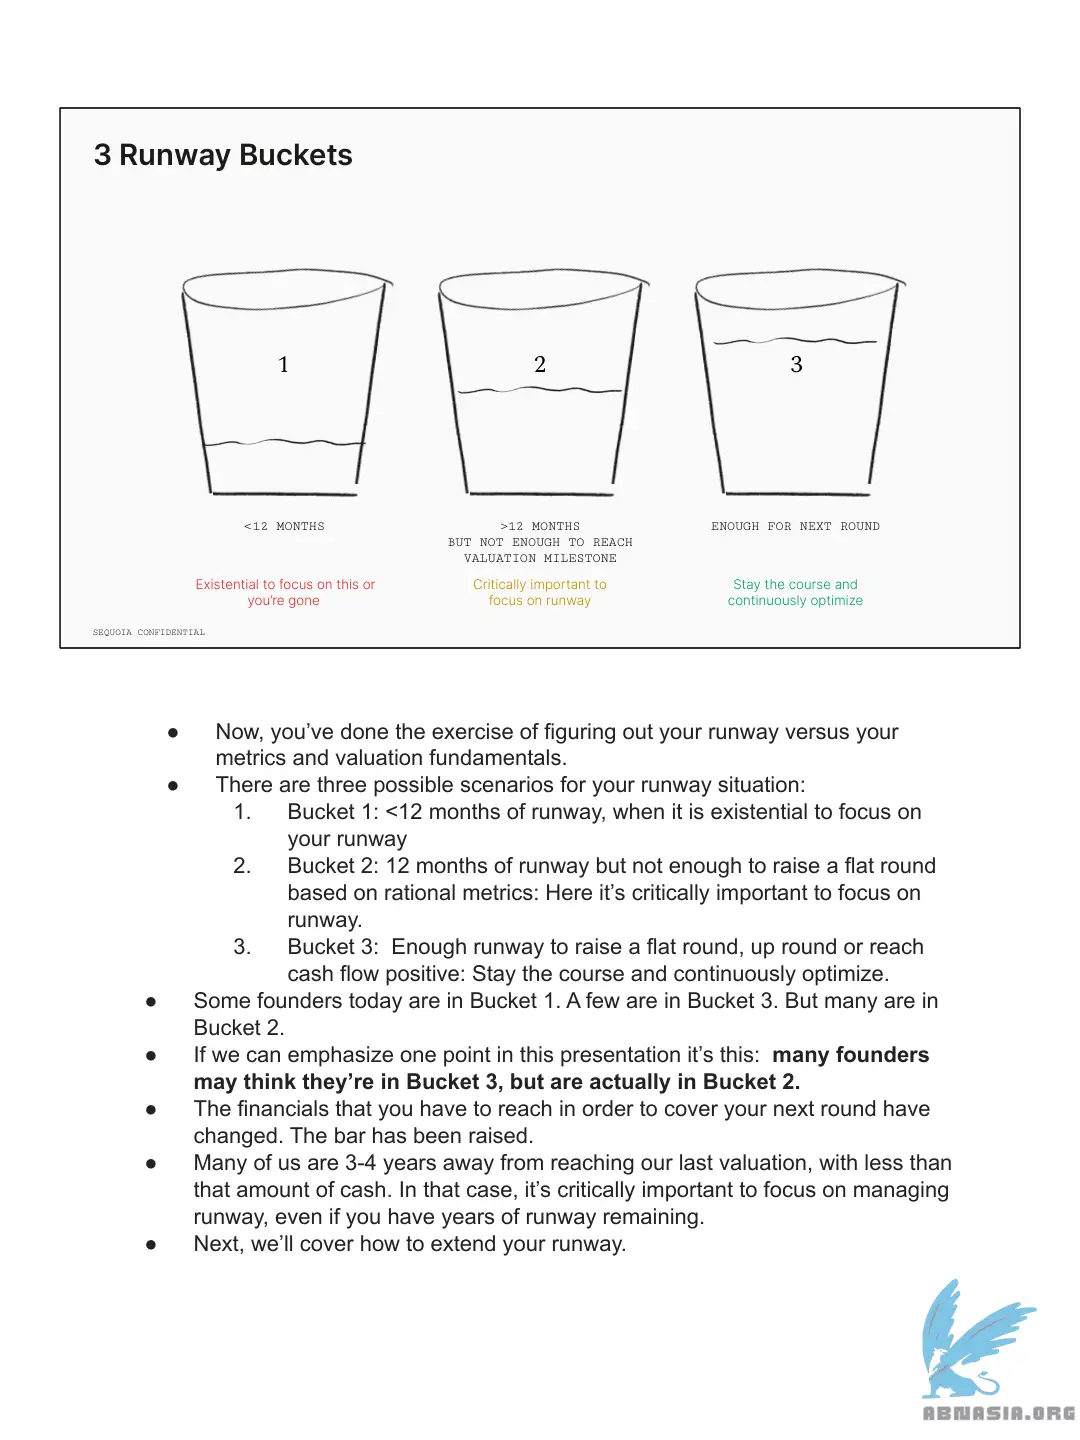 3 Runway Buckets
1
2
3
<12 MONTHS
>12 MONTHS
BUT NOT ENOUGH TO REACH
VALUATION MILESTONE
ENOUGH FOR NEXT ROUND
Existential to focus on this or
you're gone
Critically important to
focus on runway
Stay the course and
continuously optimize
SEQUOIA CONFIDENTIAL
● Now, you've done the exercise of figuring out your runway versus your
metrics and valuation fundamentals.
● There are three possible scenarios for your runway situation:
1. Bucket 1: <12 months of runway, when it is existential to focus on
your runway
2. Bucket 2: 12 months of runway but not enough to raise a flat round
based on rational metrics: Here it's critically important to focus on
runway.
3. Bucket 3:  Enough runway to raise a flat round, up round or reach
cash flow positive: Stay the course and continuously optimize.
● Some founders today are in Bucket 1. A few are in Bucket 3. But many are in
Bucket 2.
● If we can emphasize one point in this presentation it's this:  many founders
may think they're in Bucket 3, but are actually in Bucket 2.
● The financials that you have to reach in order to cover your next round have
changed. The bar has been raised.
● Many of us are 3-4 years away from reaching our last valuation, with less than
that amount of cash. In that case, it's critically important to focus on managing
runway, even if you have years of runway remaining.
● Next, we'll cover how to extend your runway.
ABNASIA.ORG